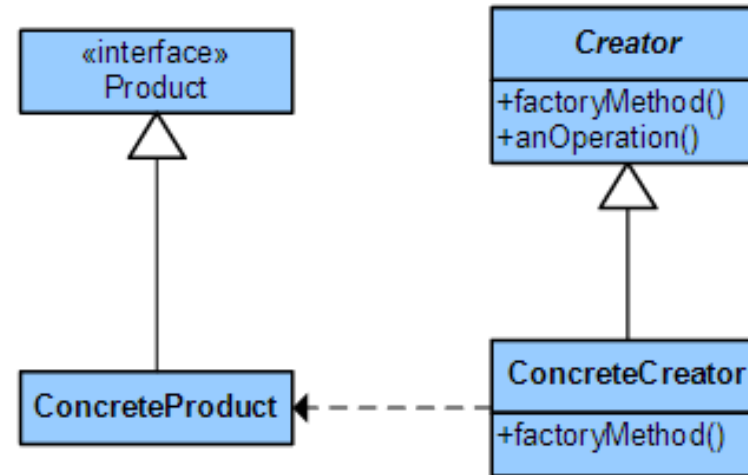 «interface»
Product
Creator
+factoryMethod()
+anOperation()
ConcreteProduct
ConcreteCreator
+factoryMethod()